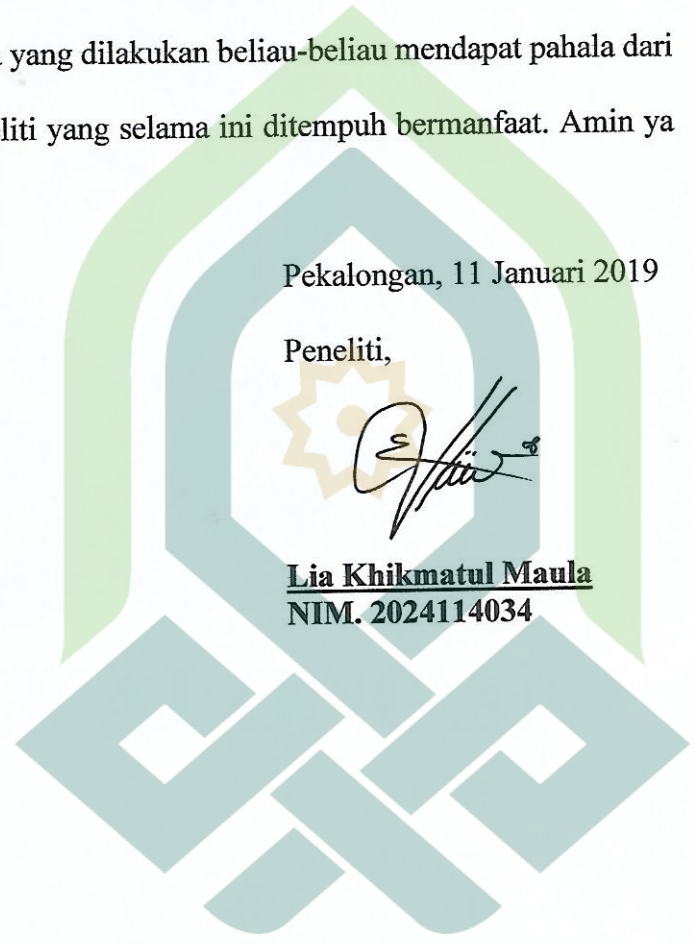 yang dilakukan beliau-beliau mendapat pahala dari
liti yang selama ini ditempuh bermanfaat. Amin ya
Pekalongan, 11 Januari 2019
Peneliti,
Lia Khikmatul Maula
NIM. 2024114034